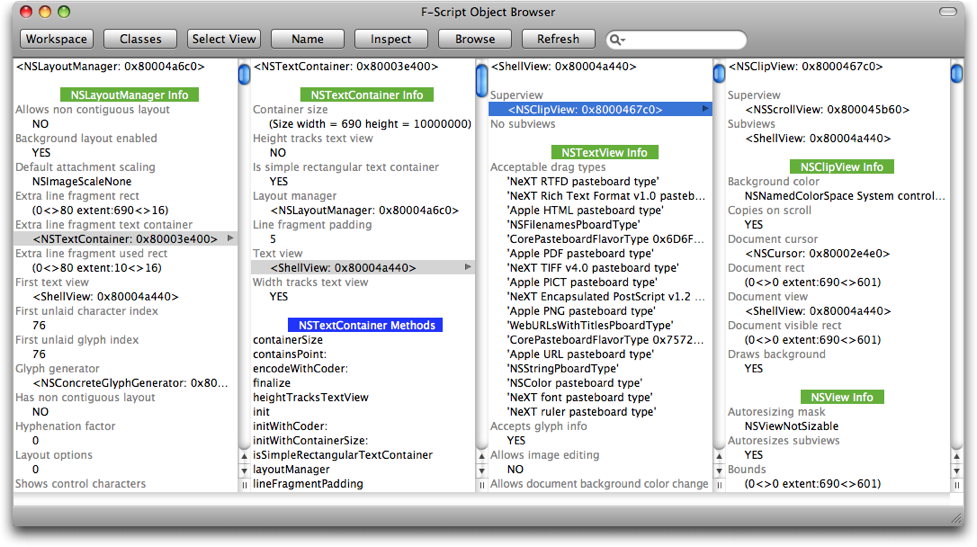 F-Script Object Browser
Workspace
Classes
Select View
Name
Inspect
Browse
Refresh
<NSLayoutManager: 0x80004a6c0>
NSLayoutManager Info
Allows non contiguous layout
NO
Background layout enabled
YES
Default attachment scaling
NSImageScaleNone
Extra line fragment rect
(0<>80 extent:690<>16)
Extra line fragment text container
<NSTextContainer: 0x80003e400>
Extra line fragment used rect
(0<>80 extent:10<>16)
First text view
<ShellView: 0x80004a440>
First unlaid character index
76
First unlaid glyph index
76
Glyph generator
<NSConcreteGlyphGenerator: 0x80...
Has non contiguous layout
NO
Hyphenation factor
0
Layout options
0
Shows control characters
<NSTextContainer: 0x80003e400>
NSTextContainer Info
Container size
(Size width = 690 height = 10000000)
Height tracks text view
NO
Is simple rectangular text container
YES
Layout manager
<NSLayoutManager: 0x80004a6c0>
Line fragment padding
5
Text view
<ShellView: 0x80004a440>
Width tracks text view
YES
NSTextContainer Methods
containerSize
containsPoint:
encodeWithCoder:
finalize
heightTracksTextView
init
initWithCoder:
initWithContainerSize:
isSimpleRectangularTextContainer
layoutManager
lineFragmentPadding
<ShellView: 0x80004a440>
Superview
<NSClipView: 0x8000467c0>
No subviews
NSTextView Info
Acceptable drag types
'NeXT RTFD pasteboard type'
'NeXT Rich Text Format v1.0 pasteb...
'Apple HTML pasteboard type'
'NSFilenamesPboardType'
'CorePasteboardFlavorType 0x6D6F...
'Apple PDF pasteboard type'
'NeXT TIFF v4.0 pasteboard type'
'Apple PICT pasteboard type'
'NeXT Encapsulated PostScript v1.2 ...
'Apple PNG pasteboard type'
'WebURLsWithTitlesPboardType'
'CorePasteboardFlavorType 0x7572...
'Apple URL pasteboard type'
'NSStringPboardType'
'NSColor pasteboard type'
'NeXT font pasteboard type'
'NeXT ruler pasteboard type'
Accepts glyph info
YES
Allows image editing
NO
Allows document background color change
<NSClipView: 0x8000467c0>
Superview
<NSScrollView: 0x800045b60>
Subviews
<ShellView: 0x80004a440>
NSClipView Info
Background color
NSNamedColorSpace System control...
Copies on scroll
YES
Document cursor
<NSCursor: 0x80002e4e0>
Document rect
(0<>0 extent:690<>601)
Document view
<ShellView: 0x80004a440>
Document visible rect
(0<>0 extent:690<>601)
Draws background
YES
NSView Info
Autoresizing mask
NSViewNotSizable
Autoresizes subviews
YES
Bounds
(0<>0 extent:690<>601)